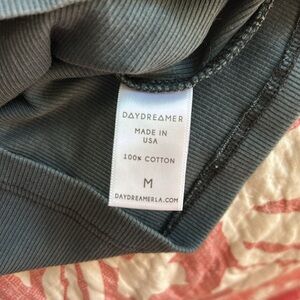 DAYDREAMER
MADE IN
USA
100% COTTON
M
DAYDREAMERLA.COM